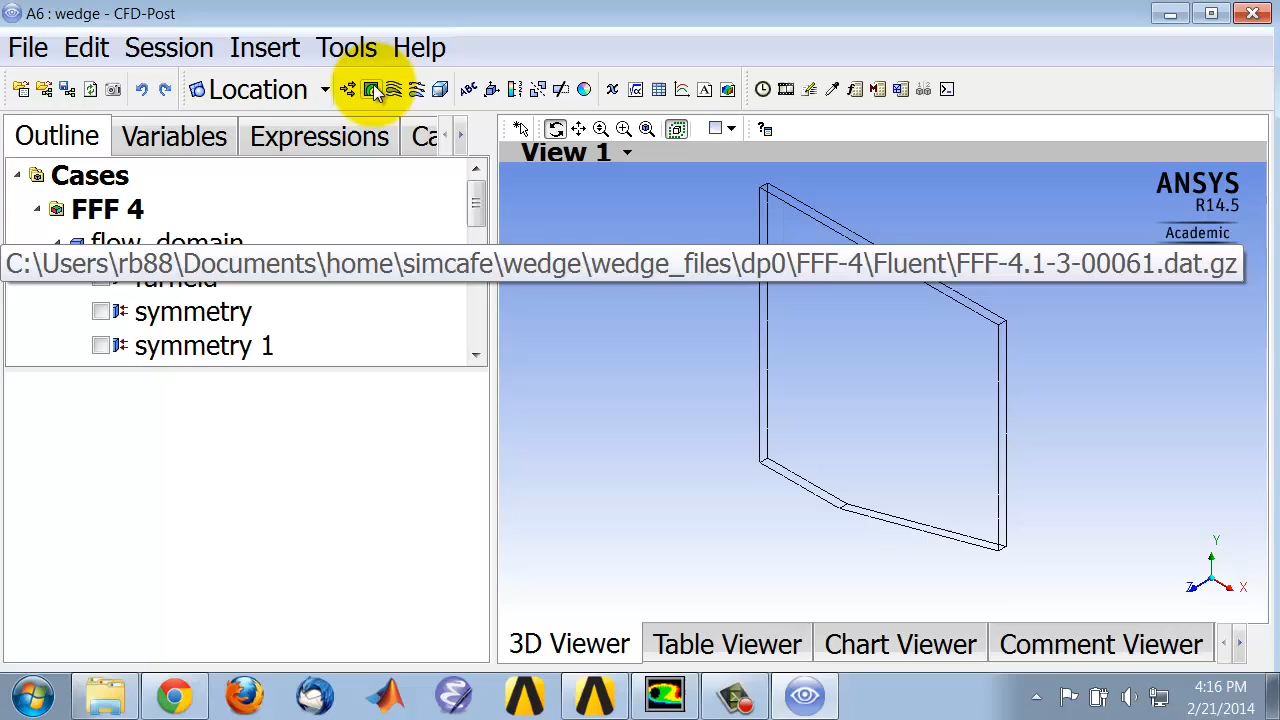 A6 : wedge - CFD-Post
File Edit Session Insert Tools Help
Location
Outline Variables Expressions Ca
View 1
Cases
FFF 4
flow_domain
C:\Users\rb88\Documents\home\simcafe\wedge\wedge_files\dp0\FFF-4\Fluent\FFF-4.1-3-00061.dat.gz
farfield
symmetry
symmetry 1
ANSYS
R14.5
Academic
Y
Z X
3D Viewer Table Viewer Chart Viewer Comment Viewer
4:16 PM
2/21/2014